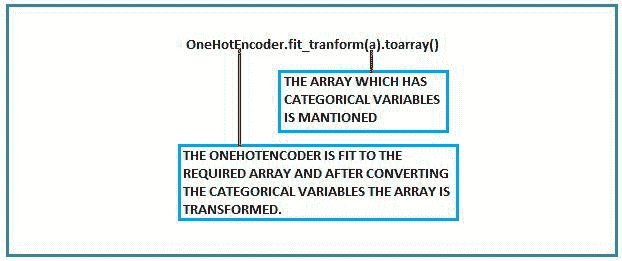 OneHotEncoder.fit_tranform(a).toarray()
THE ARRAY WHICH HAS
CATEGORICAL VARIABLES
IS MANTIONED
THE ONEHOTENCODER IS FIT TO THE
REQUIRED ARRAY AND AFTER CONVERTING
THE CATEGORICAL VARIABLES THE ARRAY IS
TRANSFORMED.